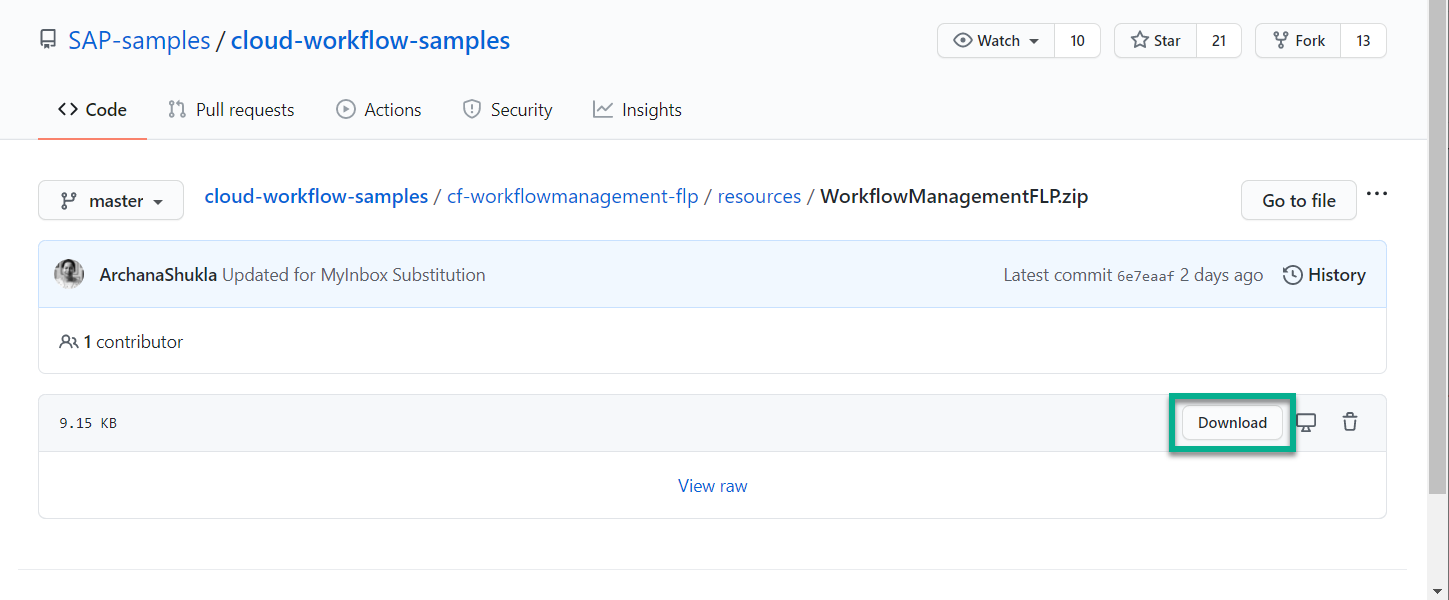 SAP-samples / cloud-workflow-samples
Watch 10 Star 21 Fork 13
Code Pull requests Actions Security Insights
master cloud-workflow-samples / cf-workflowmanagement-flp / resources / WorkflowManagementFLP.zip Go to file ...
ArchanaShukla Updated for MyInbox Substitution Latest commit 6e7eaaf 2 days ago History
1 contributor
9.15 KB Download
View raw